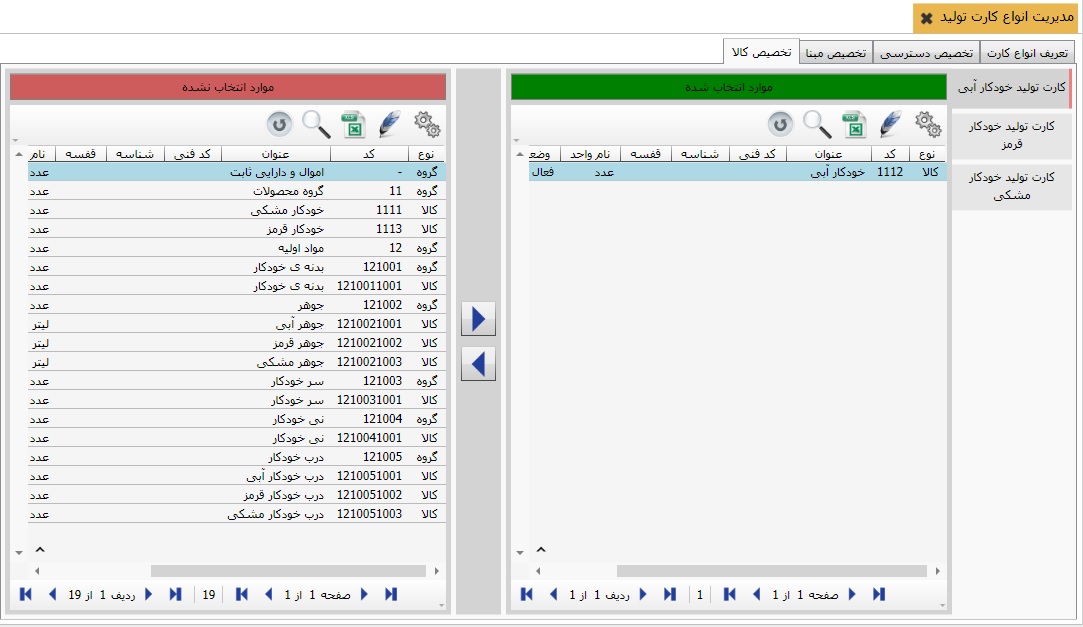 مدیریت انواع کارت تولید
تعریف انواع کارت تخصیص دسترسی تخصیص مبنا تخصیص کالا
کارت تولید خودکار آبی
کارت تولید خودکار
قرمز
کارت تولید خودکار
مشکی
موارد انتخاب شده
نوع کد عنوان کد فنی شناسه قفسه نام واحد وضع
کالا 1112 خودکار آبی عدد فعال
صفحه 1 از 1 1 ردیف 1 از 1
موارد انتخاب نشده
نوع کد عنوان کد فنی شناسه قفسه نام
گروه - اموال و دارایی ثابت عدد
گروه 11 گروه محصولات عدد
کالا 1111 خودکار مشکی عدد
کالا 1113 خودکار قرمز عدد
گروه 12 مواد اولیه عدد
گروه 121001 بدنه ی خودکار عدد
کالا 1210011001 بدنه ی خودکار عدد
گروه 121002 جوهر عدد
کالا 1210021001 جوهر آبی لیتر
کالا 1210021002 جوهر قرمز لیتر
کالا 1210021003 جوهر مشکی لیتر
گروه 121003 سر خودکار عدد
کالا 1210031001 سر خودکار عدد
گروه 121004 نی خودکار عدد
کالا 1210041001 نی خودکار عدد
گروه 121005 درب خودکار عدد
کالا 1210051001 درب خودکار آبی عدد
کالا 1210051002 درب خودکار قرمز عدد
کالا 1210051003 درب خودکار مشکی عدد
صفحه 1 از 1 19 ردیف 1 از 19